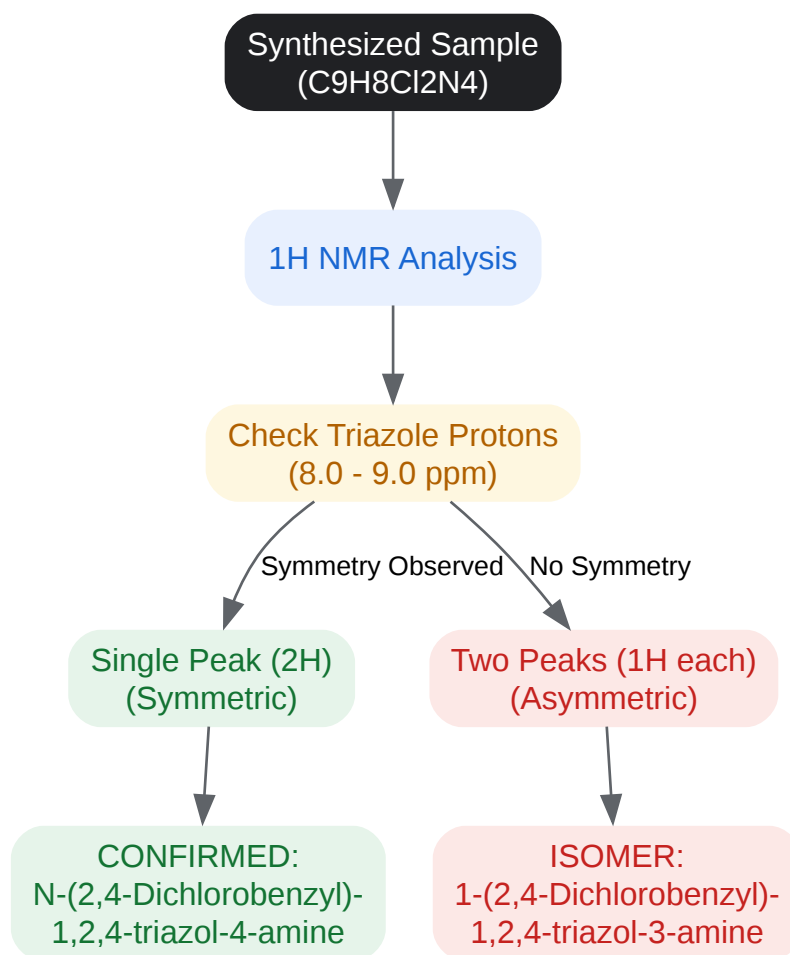 Synthesized Sample
(C9H8Cl2N4)
1H NMR Analysis
Check Triazole Protons
(8.0 - 9.0 ppm)
Symmetry Observed
No Symmetry
Single Peak (2H)
(Symmetric)
Two Peaks (1H each)
(Asymmetric)
CONFIRMED:
N-(2,4-Dichlorobenzyl)-
1,2,4-triazol-4-amine
ISOMER:
1-(2,4-Dichlorobenzyl)-
1,2,4-triazol-3-amine